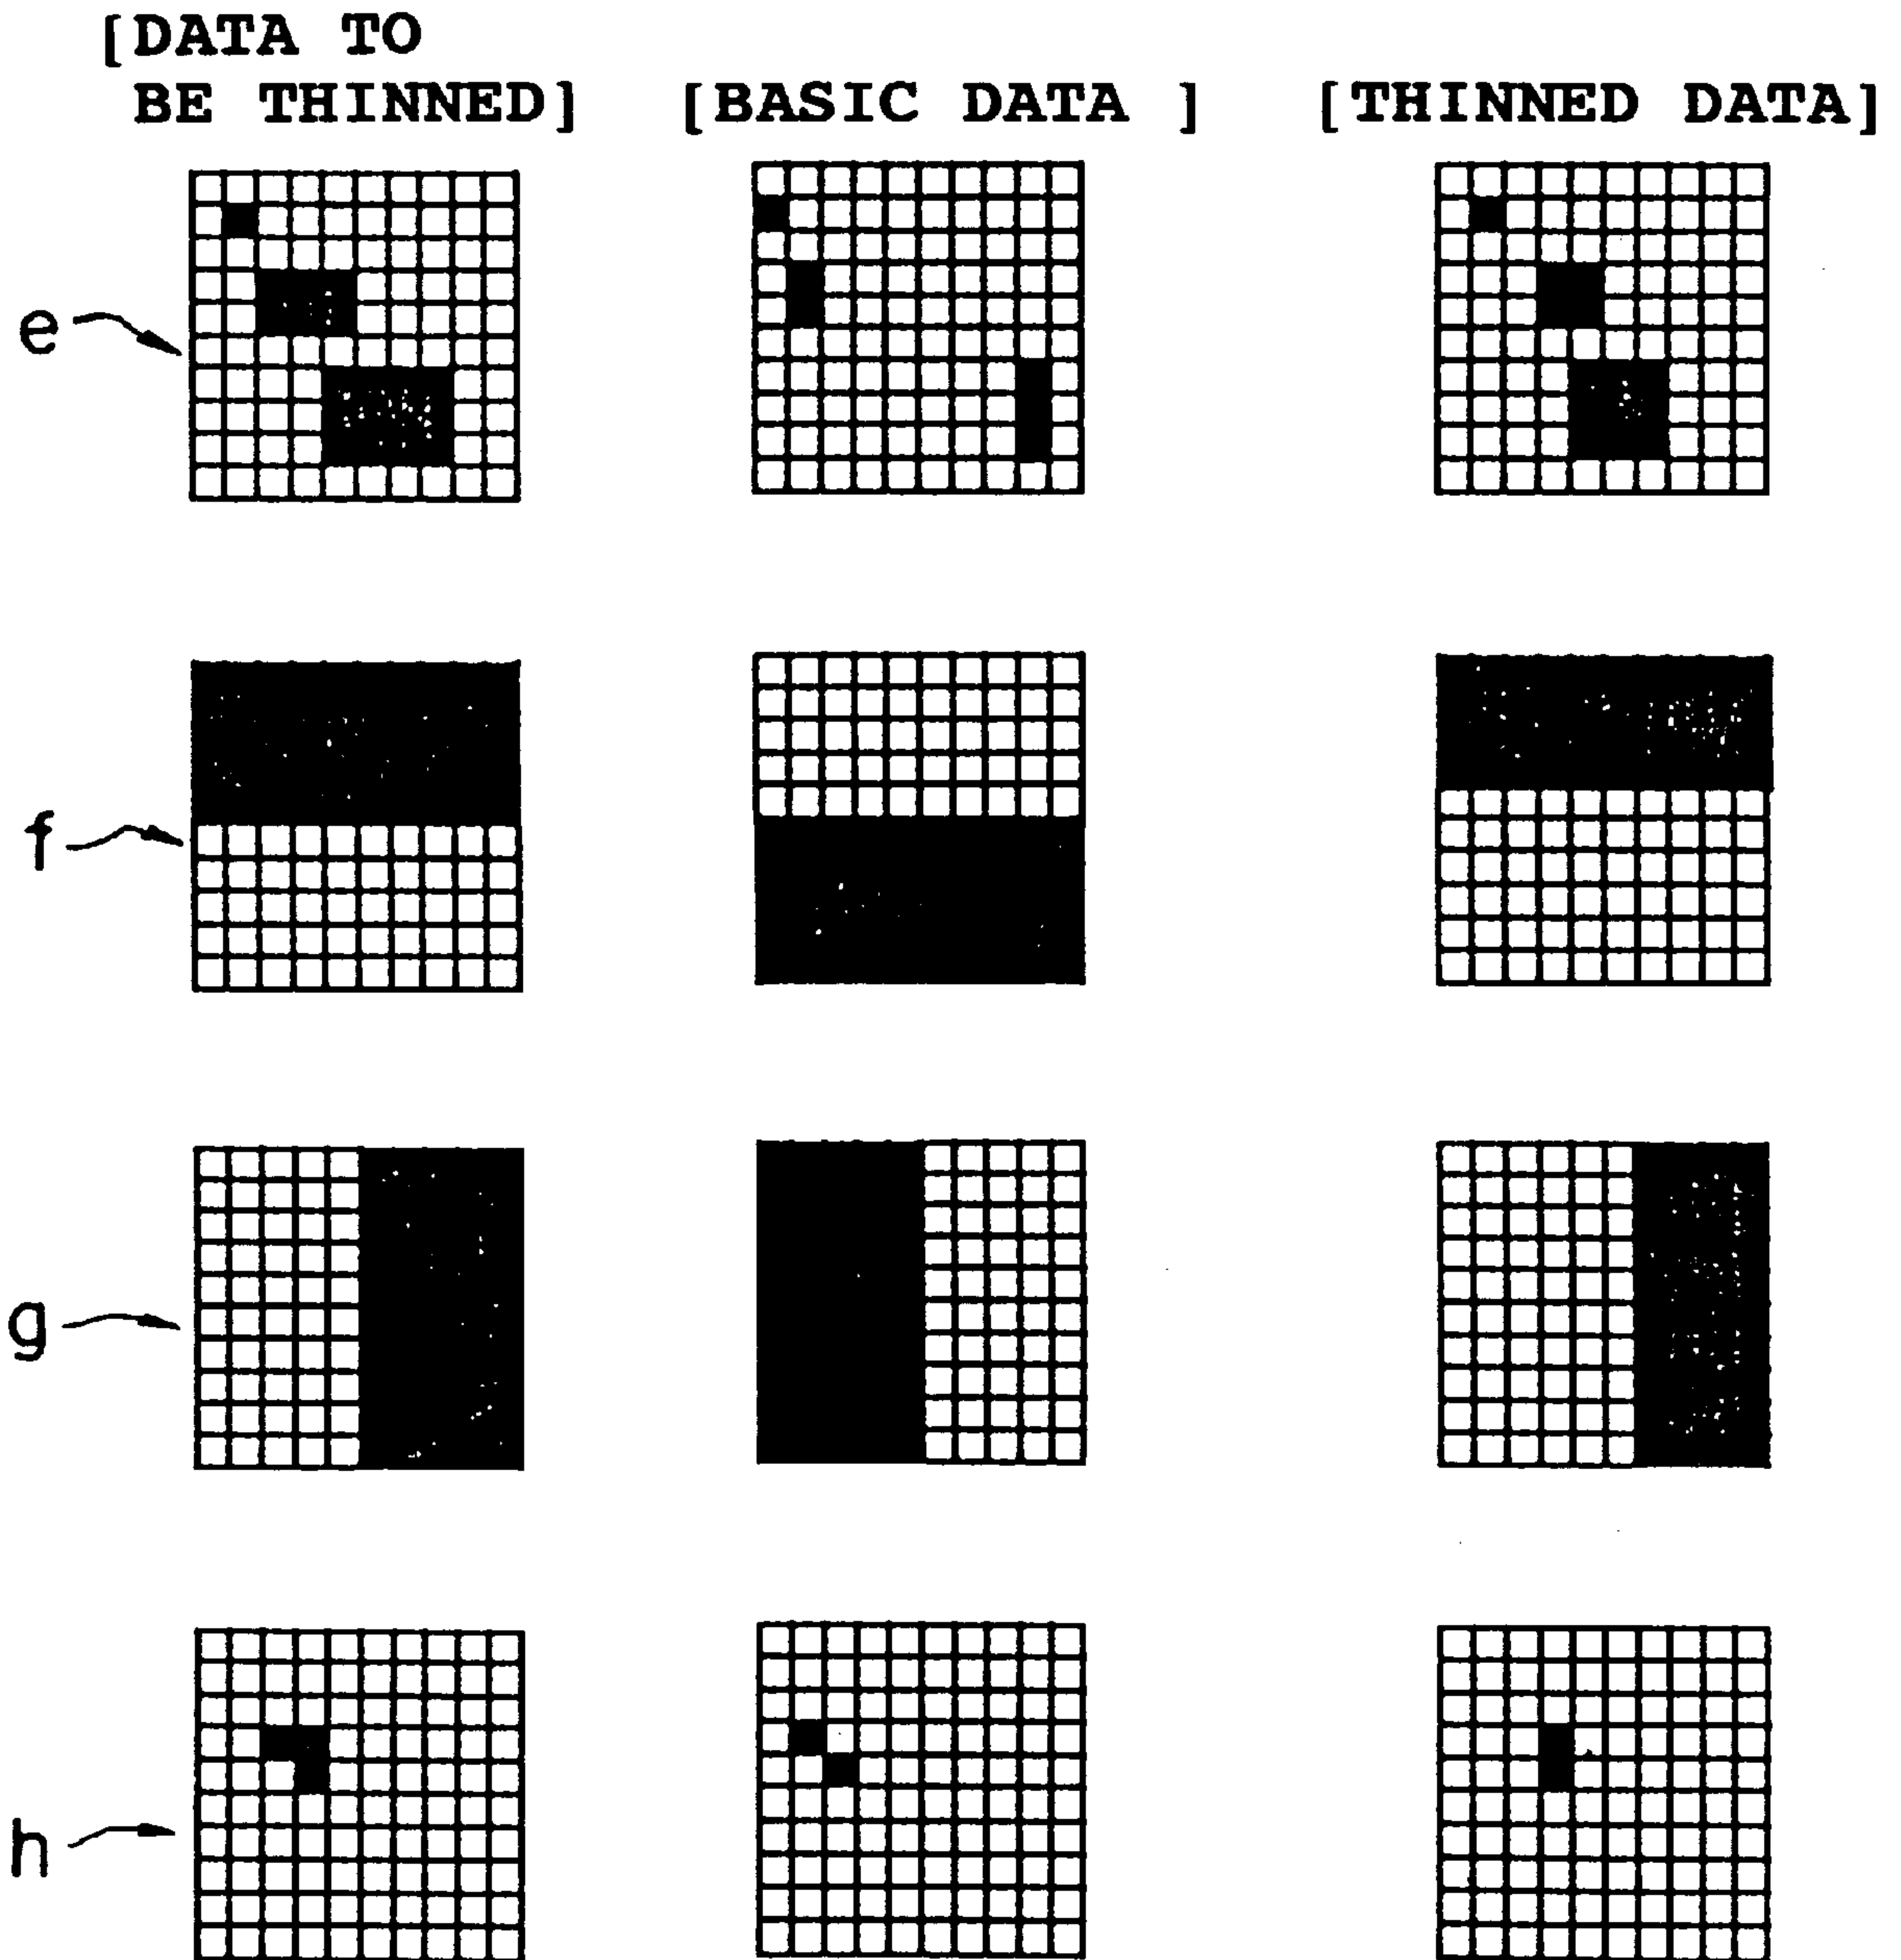 [DATA TO
BE THINNED]
[BASIC DATA ]
[THINNED DATA]
e
f
g
h